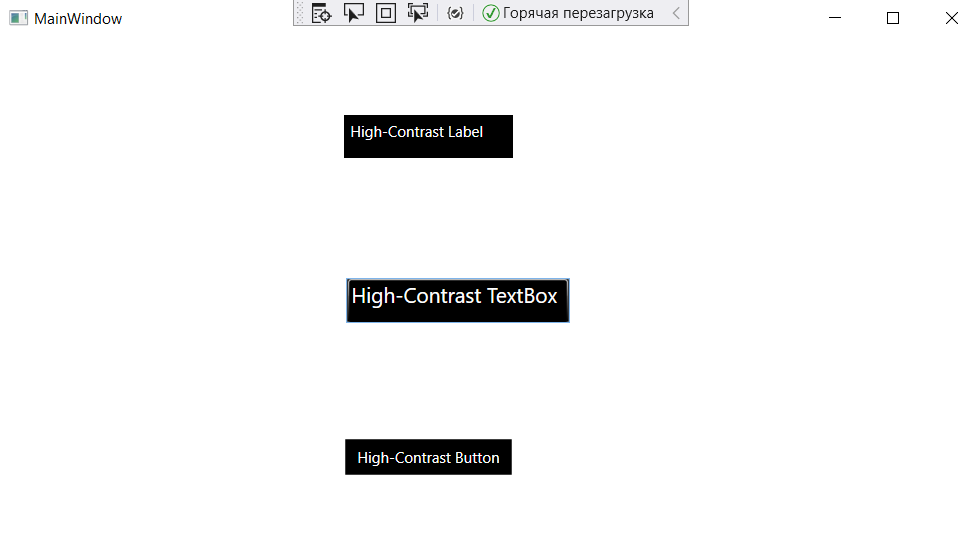 MainWindow
Горячая перезагрузка
High-Contrast Label
High-Contrast TextBox
High-Contrast Button